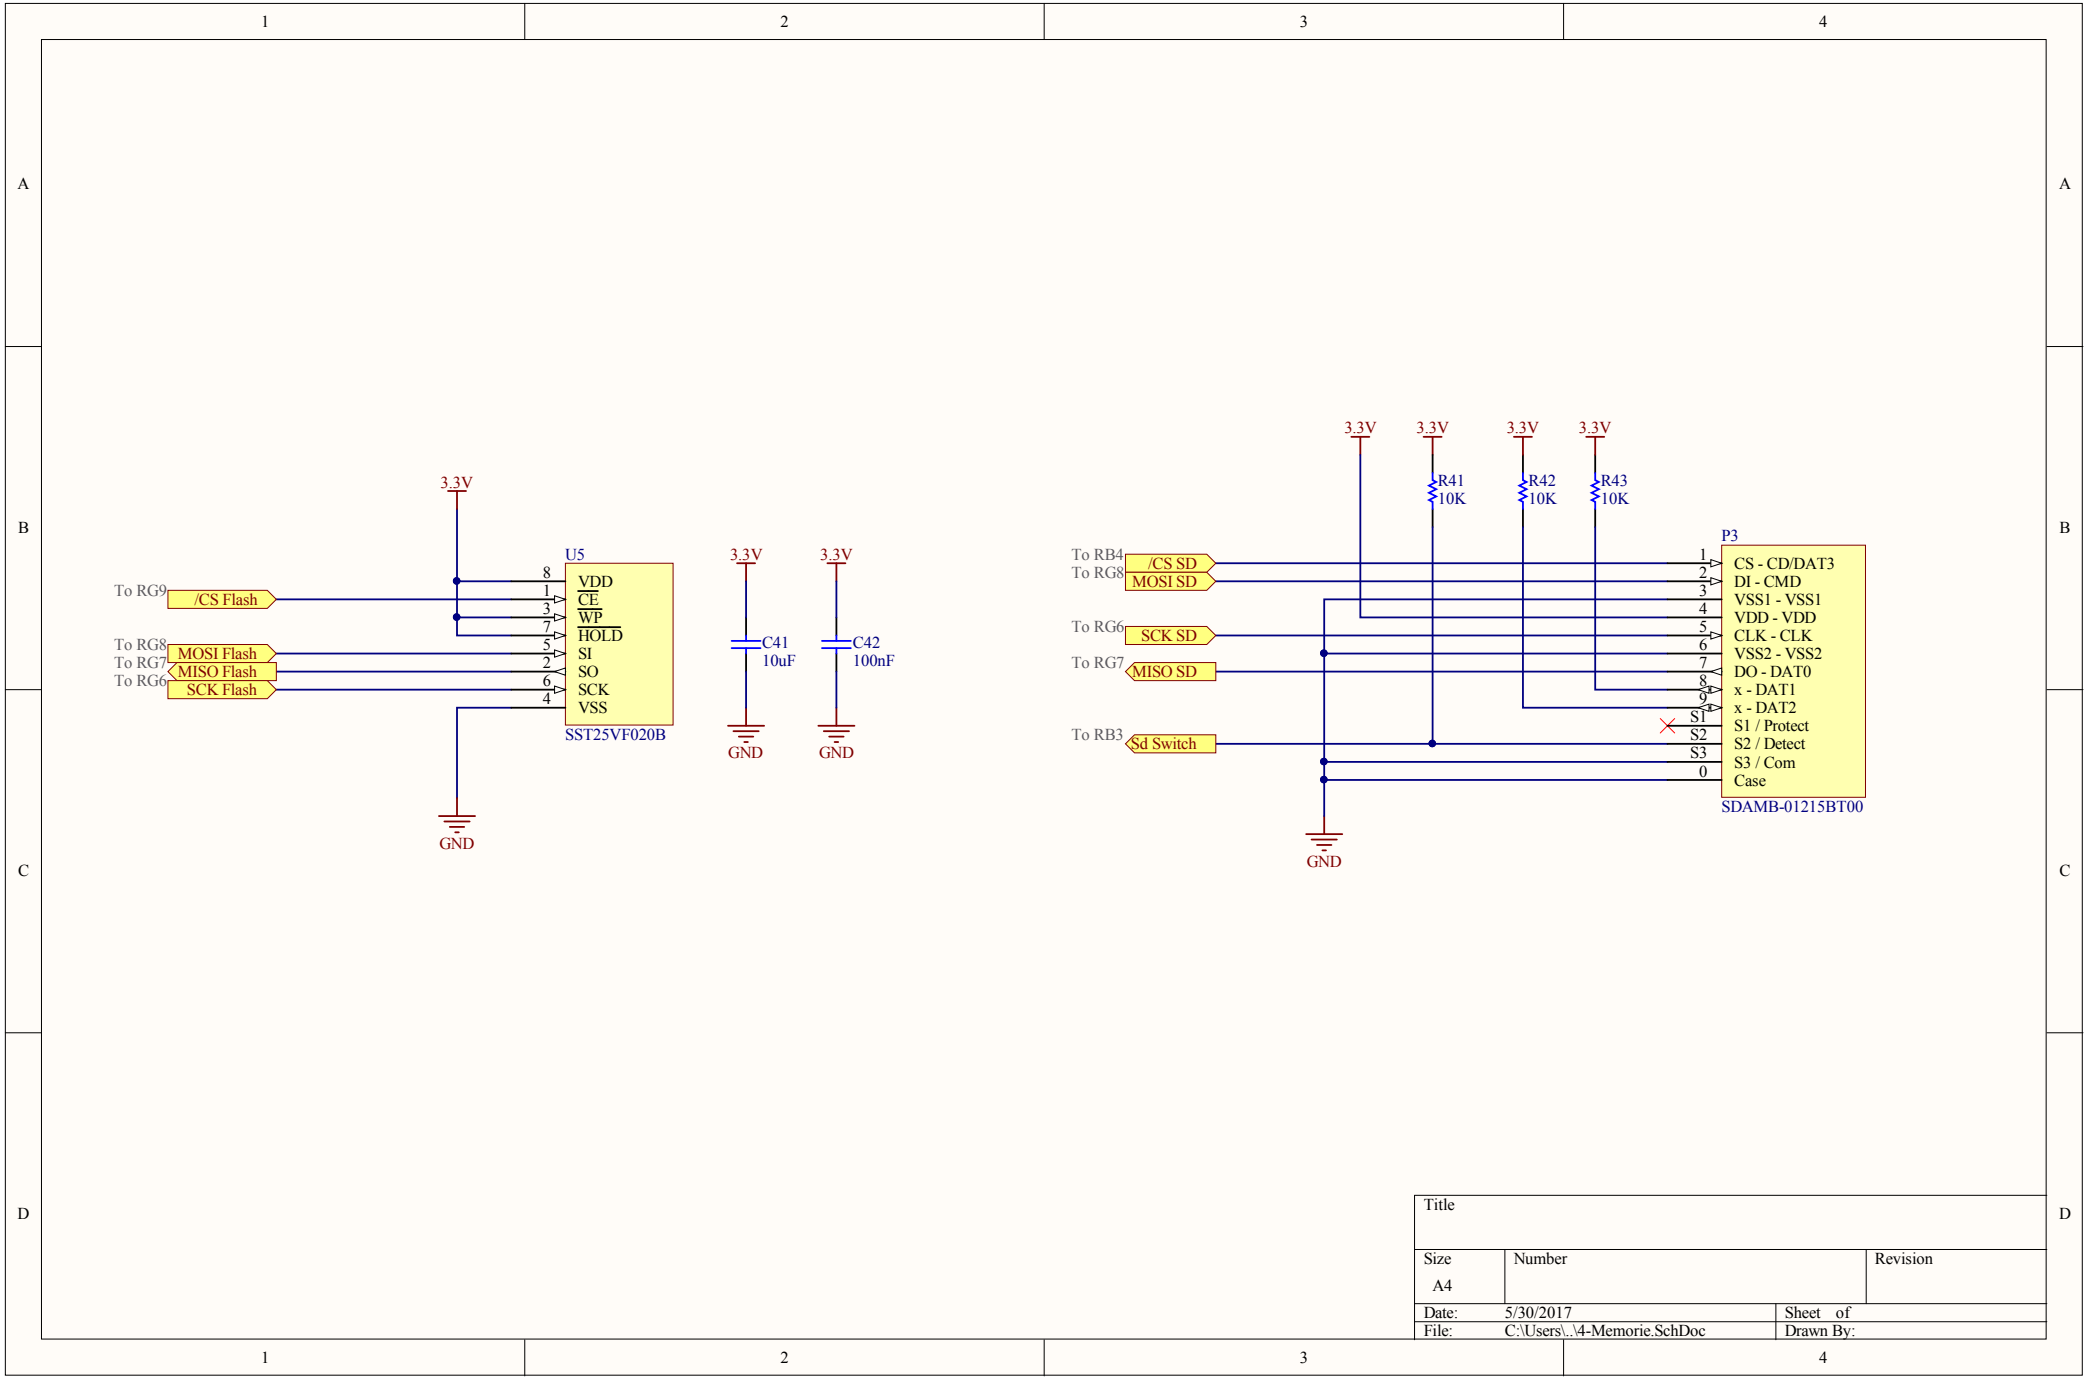 1 2 3 4
A A
B B
C C
D D
1 2 3 4
3.3V
U5
8 VDD
To RG9 /CS Flash 1 CE
3 WP
7 HOLD
To RG8 MOSI Flash 5 SI
To RG7 MISO Flash 2 SO
To RG6 SCK Flash 6 SCK
4 VSS
SST25VF020B
GND
3.3V 3.3V
C41 C42
10uF 100nF
GND GND
3.3V 3.3V 3.3V 3.3V
R41 R42 R43
10K 10K 10K
P3
To RB4 /CS SD 1 CS - CD/DAT3
To RG8 MOSI SD 2 DI - CMD
3 VSS1 - VSS1
4 VDD - VDD
To RG6 SCK SD 5 CLK - CLK
6 VSS2 - VSS2
To RG7 MISO SD 7 DO - DAT0
8 x - DAT1
9 x - DAT2
S1 S1 / Protect
To RB3 Sd Switch S2 S2 / Detect
S3 S3 / Com
0 Case
SDAMB-01215BT00
GND
Title
Size Number Revision
A4
Date: 5/30/2017 Sheet of
File: C:\Users\..\4-Memorie.SchDoc Drawn By: